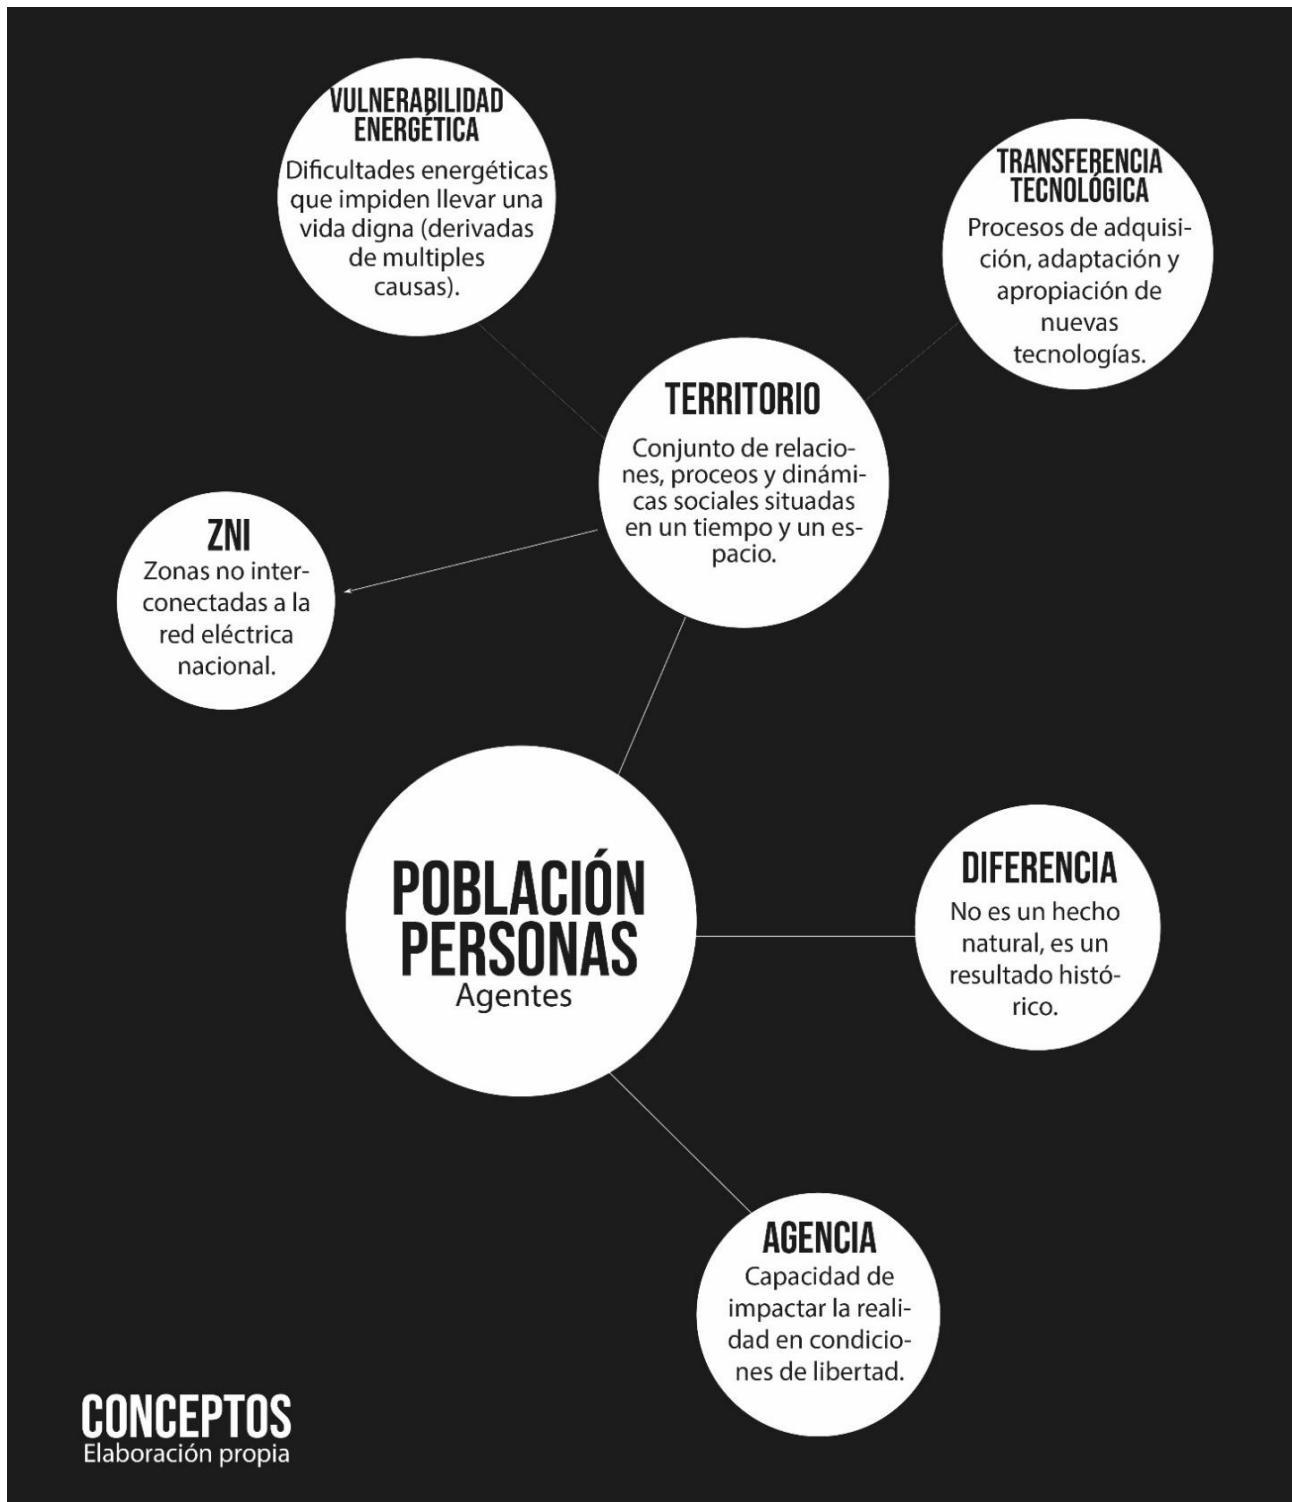 VULNERABILIDAD
ENERGÉTICA
Dificultades energéticas
que impiden llevar una
vida digna (derivadas
de multiples
causas).
TRANSFERENCIA
TECNOLÓGICA
Procesos de adquisi-
ción, adaptación y
apropiación de
nuevas
tecnologías.
TERRITORIO
Conjunto de relacio-
nes, proceos y dinámi-
cas sociales situadas
en un tiempo y un es-
pacio.
ZNI
Zonas no inter-
conectadas a la
red eléctrica
nacional.
POBLACIÓN
PERSONAS
Agentes
DIFERENCIA
No es un hecho
natural, es un
resultado histó-
rico.
AGENCIA
Capacidad de
impactar la reali-
dad en condicio-
nes de libertad.
CONCEPTOS
Elaboración propia